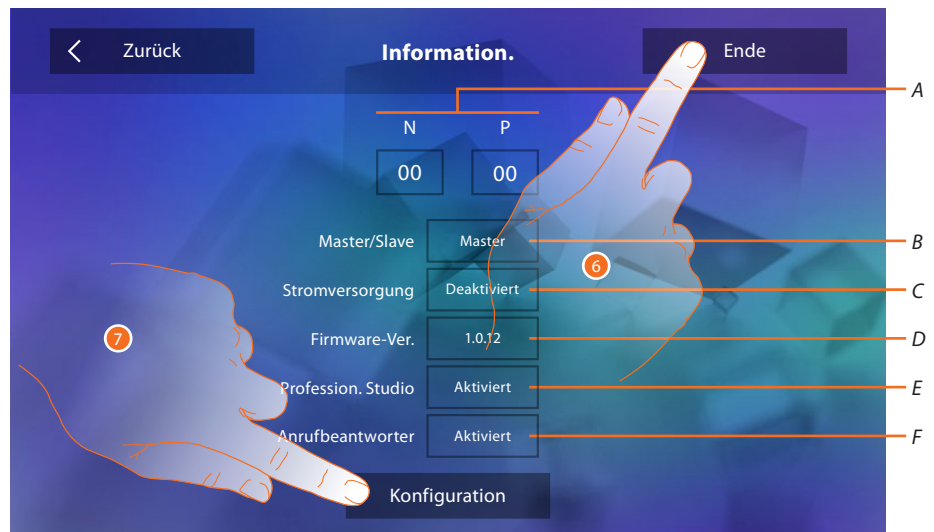 Zurück
Information.
Ende
A
N P
00 00
Master/Slave Master B
6
Stromversorgung Deaktiviert C
7
Firmware-Ver. 1.0.12 D
Profession. Studio Aktiviert E
Anrufbeantworter Aktiviert F
Konfiguration